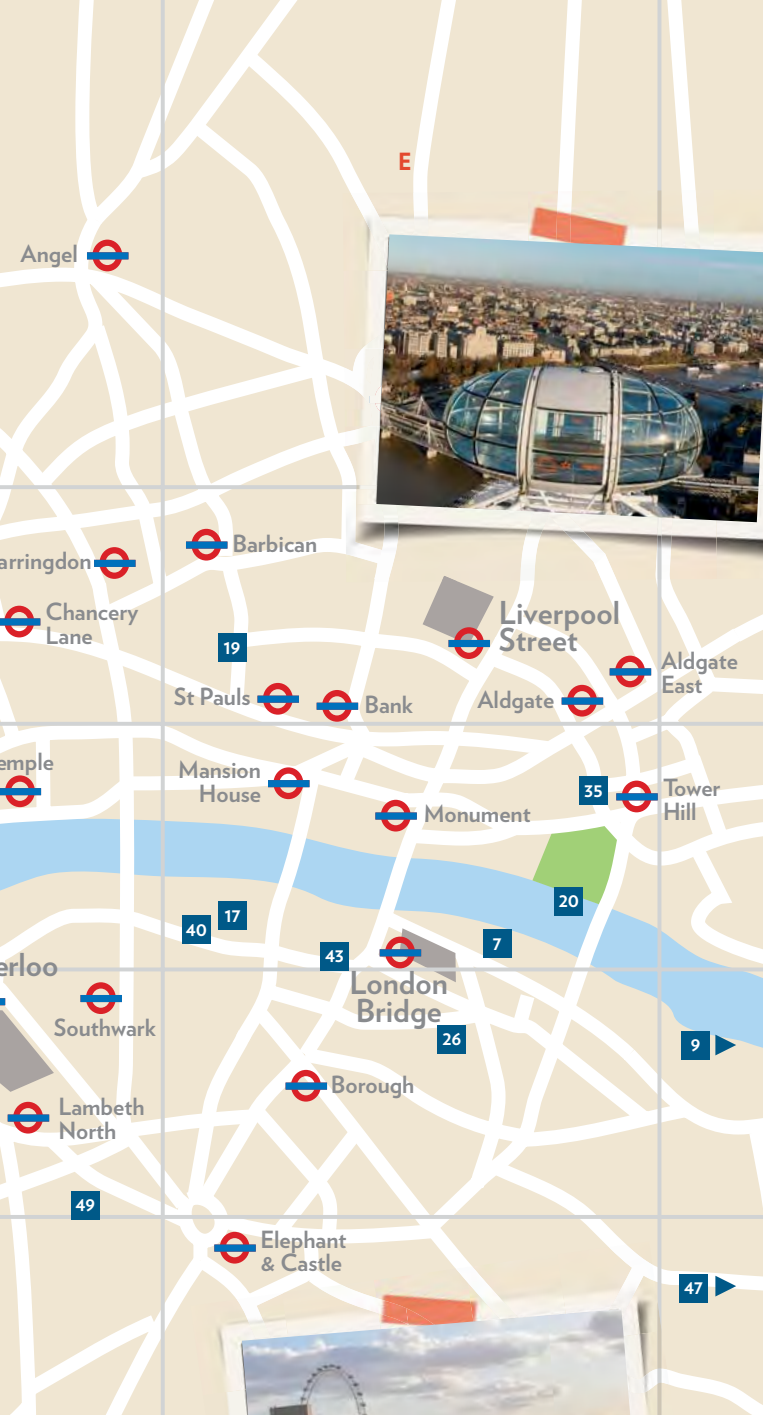 E
Angel
Barbican
arringdon
Chancery
Lane
Liverpool
Street
19
Aldgate
East
St Pauls
Bank
Aldgate
emple
Mansion
House
35
Tower
Hill
Monument
20
17
40
7
43
erloo
London
Bridge
Southwark
26
9
Borough
Lambeth
North
49
Elephant
& Castle
47